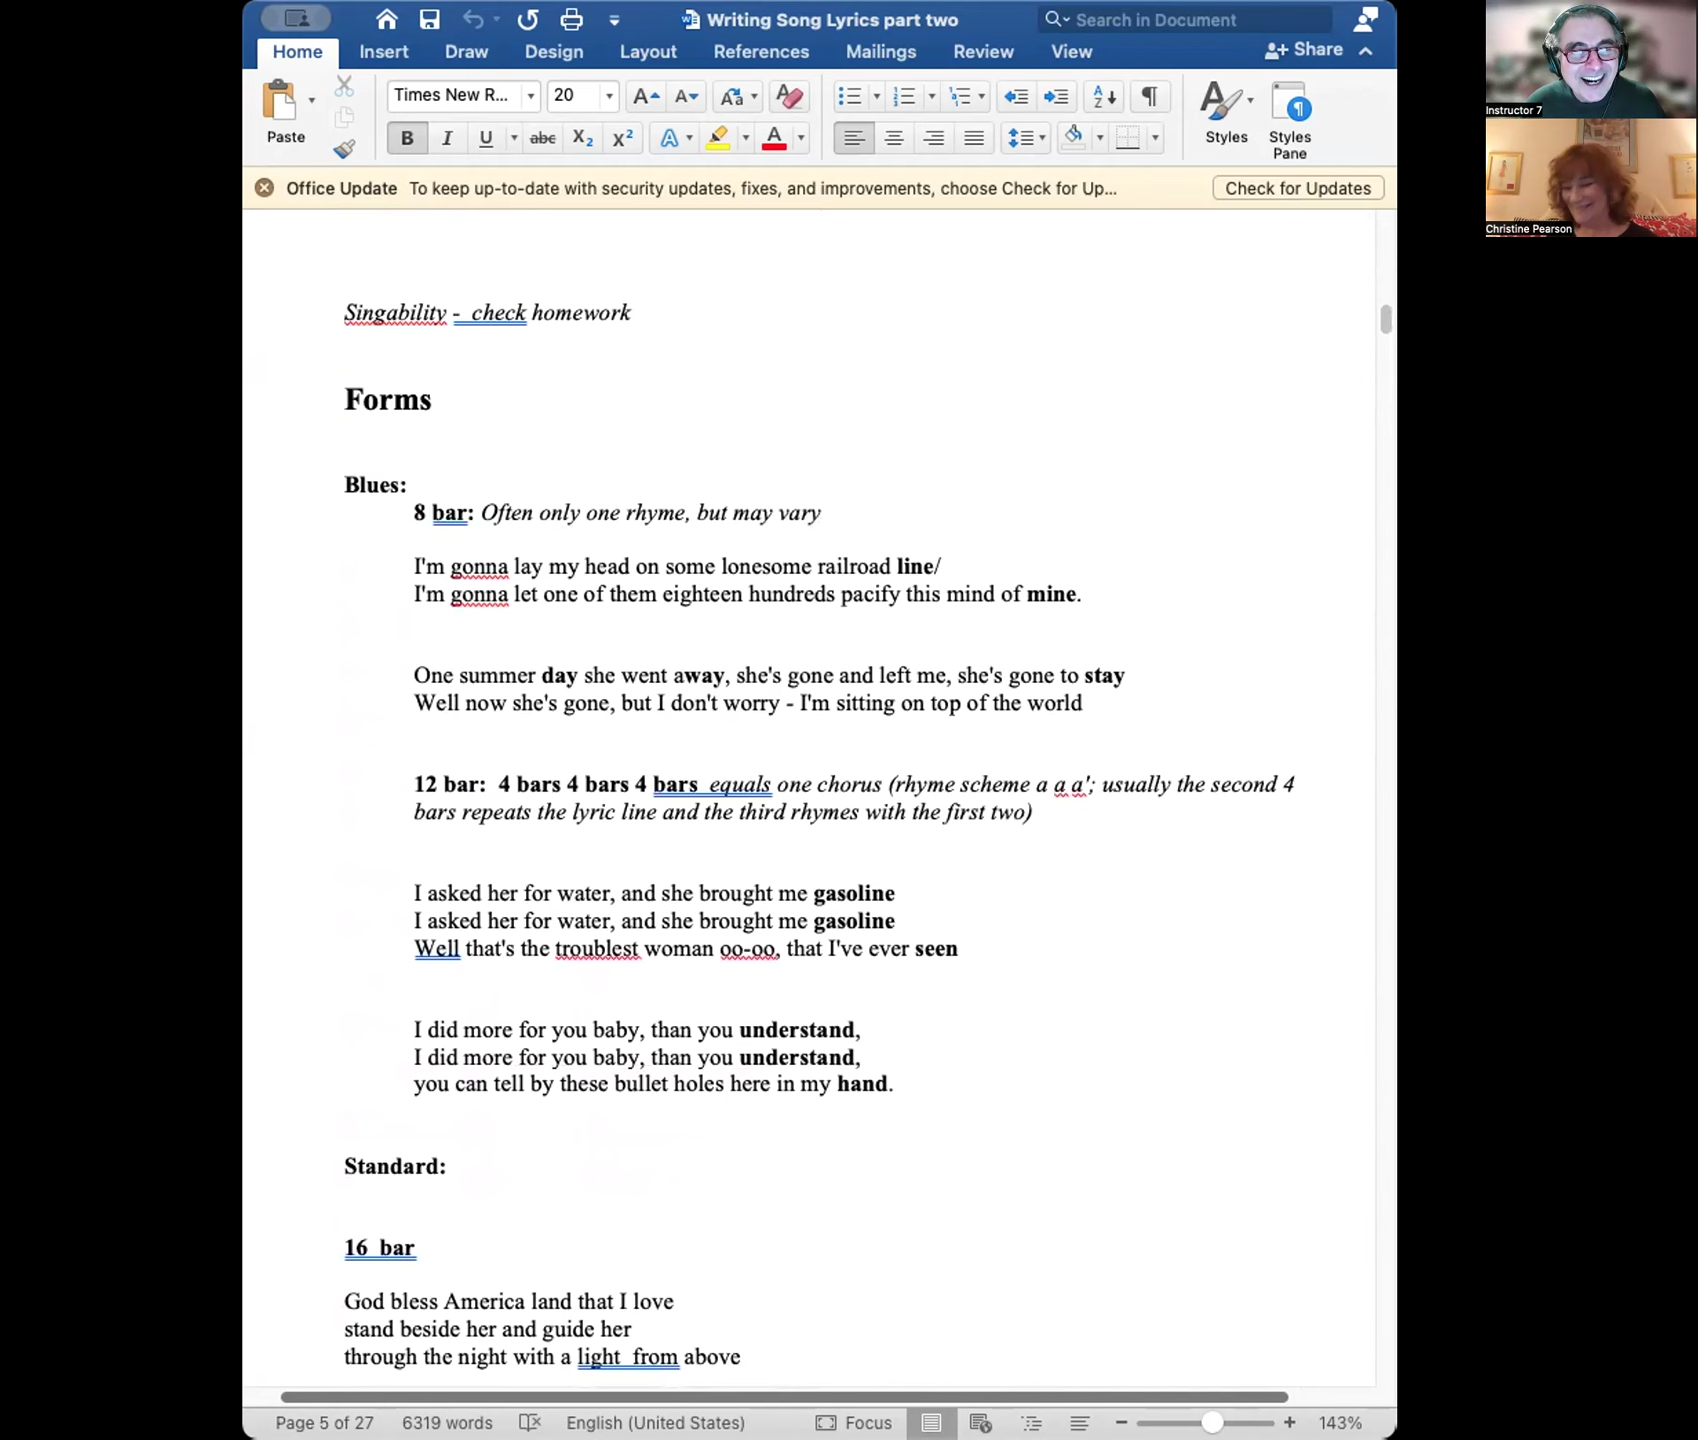 Writing Song Lyrics part two
Search in Document
Home Insert Draw Design Layout References Mailings Review View Share
Paste
Times New R... 20
B I U abc X2 X2
Styles
Styles Pane
Office Update To keep up-to-date with security updates, fixes, and improvements, choose Check for Up... Check for Updates
Singability - check homework
Forms
Blues:
8 bar: Often only one rhyme, but may vary
I'm gonna lay my head on some lonesome railroad line/
I'm gonna let one of them eighteen hundreds pacify this mind of mine.
One summer day she went away, she's gone and left me, she's gone to stay
Well now she's gone, but I don't worry - I'm sitting on top of the world
12 bar: 4 bars 4 bars 4 bars equals one chorus (rhyme scheme a a a'; usually the second 4
bars repeats the lyric line and the third rhymes with the first two)
I asked her for water, and she brought me gasoline
I asked her for water, and she brought me gasoline
Well that's the troublest woman oo-oo, that I've ever seen
I did more for you baby, than you understand,
I did more for you baby, than you understand,
you can tell by these bullet holes here in my hand.
Standard:
16 bar
God bless America land that I love
stand beside her and guide her
through the night with a light from above
Page 5 of 27 6319 words English (United States) Focus 143%
Instructor 7
Christine Pearson